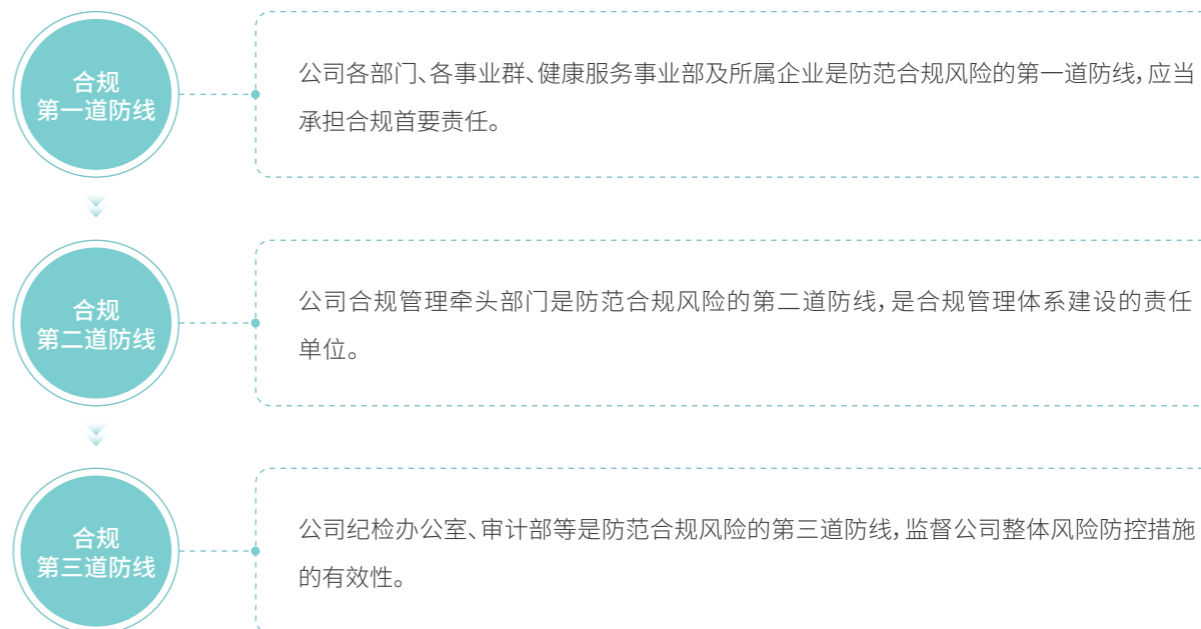 合规
第一道防线
公司各部门、各事业群、健康服务事业部及所属企业是防范合规风险的第一道防线，应当
承担合规首要责任。
合规
第二道防线
公司合规管理牵头部门是防范合规风险的第二道防线，是合规管理体系建设的责任
单位。
合规
第三道防线
公司纪检办公室、审计部等是防范合规风险的第三道防线，监督公司整体风险防控措施
的有效性。